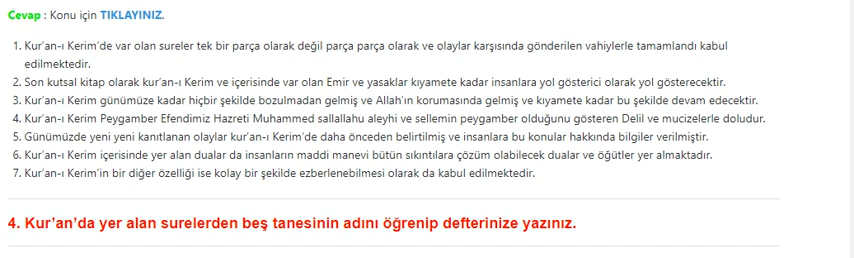 Cevap : Konu için TIKLAYINIZ.
1. Kur’an-ı Kerim’de var olan sureler tek bir parça olarak değil parça parça olarak ve olaylar karşısında gönderilen vahiylerle tamamlandı kabul
edilmektedir.
2. Son kutsal kitap olarak kur’an-ı Kerim ve içerisinde var olan Emir ve yasaklar kıyamete kadar insanlara yol gösterici olarak yol gösterecektir.
3. Kur’an-ı Kerim günümüze kadar hiçbir şekilde bozulmadan gelmiş ve Allah’ın korumasında gelmiş ve kıyamete kadar bu şekilde devam edecektir.
4. Kur’an-ı Kerim Peygamber Efendimiz Hazreti Muhammed sallallahu aleyhi ve sellemin peygamber olduğunu gösteren Delil ve mucizelerle doludur.
5. Günümüzde yeni yeni kanıtlanan olaylar kur’an-ı Kerim’de daha önceden belirtilmiş ve insanlara bu konular hakkında bilgiler verilmiştir.
6. Kur’an-ı Kerim içerisinde yer alan dualar da insanların maddi manevi bütün sıkıntılara çözüm olabilecek dualar ve öğütler yer almaktadır.
7. Kur’an-ı Kerim’in bir diğer özelliği ise kolay bir şekilde ezberlenebilmesi olarak da kabul edilmektedir.
4. Kur’an’da yer alan surelerden beş tanesinin adını öğrenip defterinize yazınız.